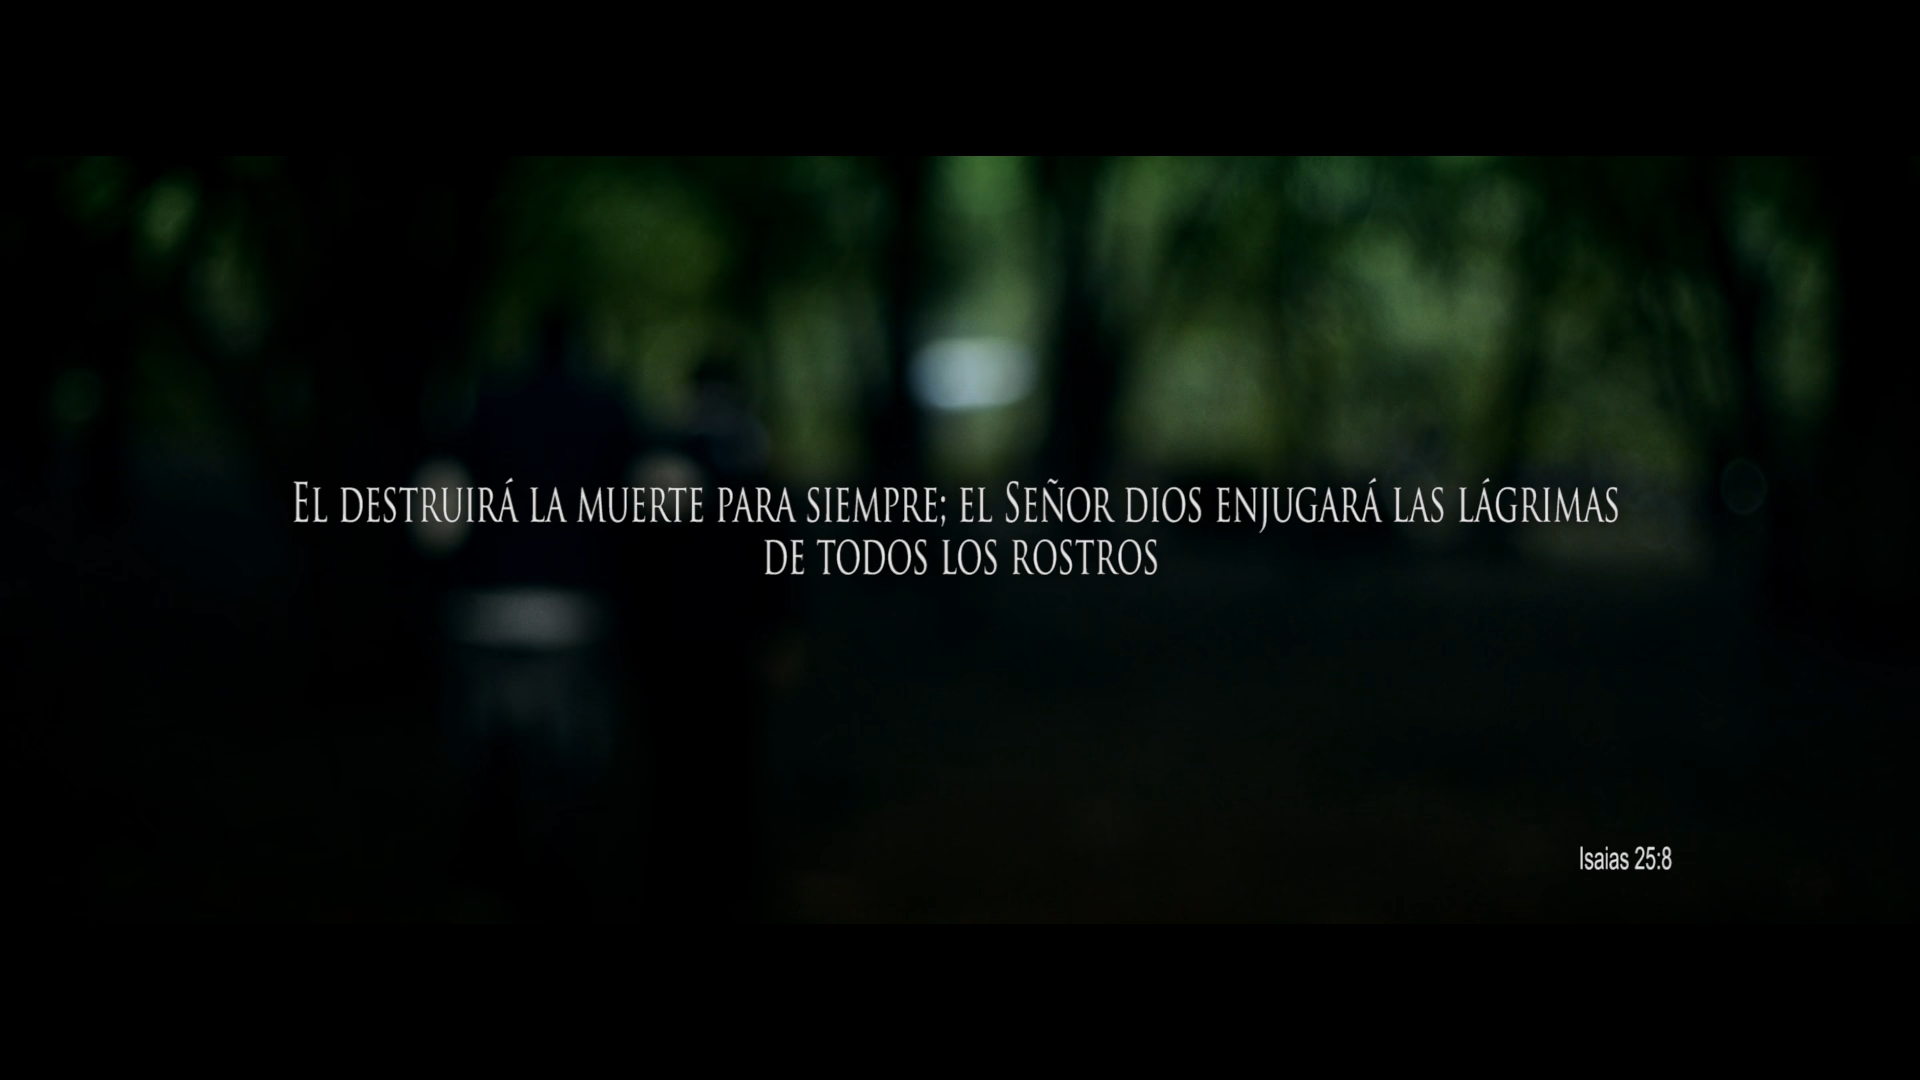 El destruirá la muerte para siempre; el Señor dios enjugará las lágrimas
de todos los rostros
Isaias 25:8